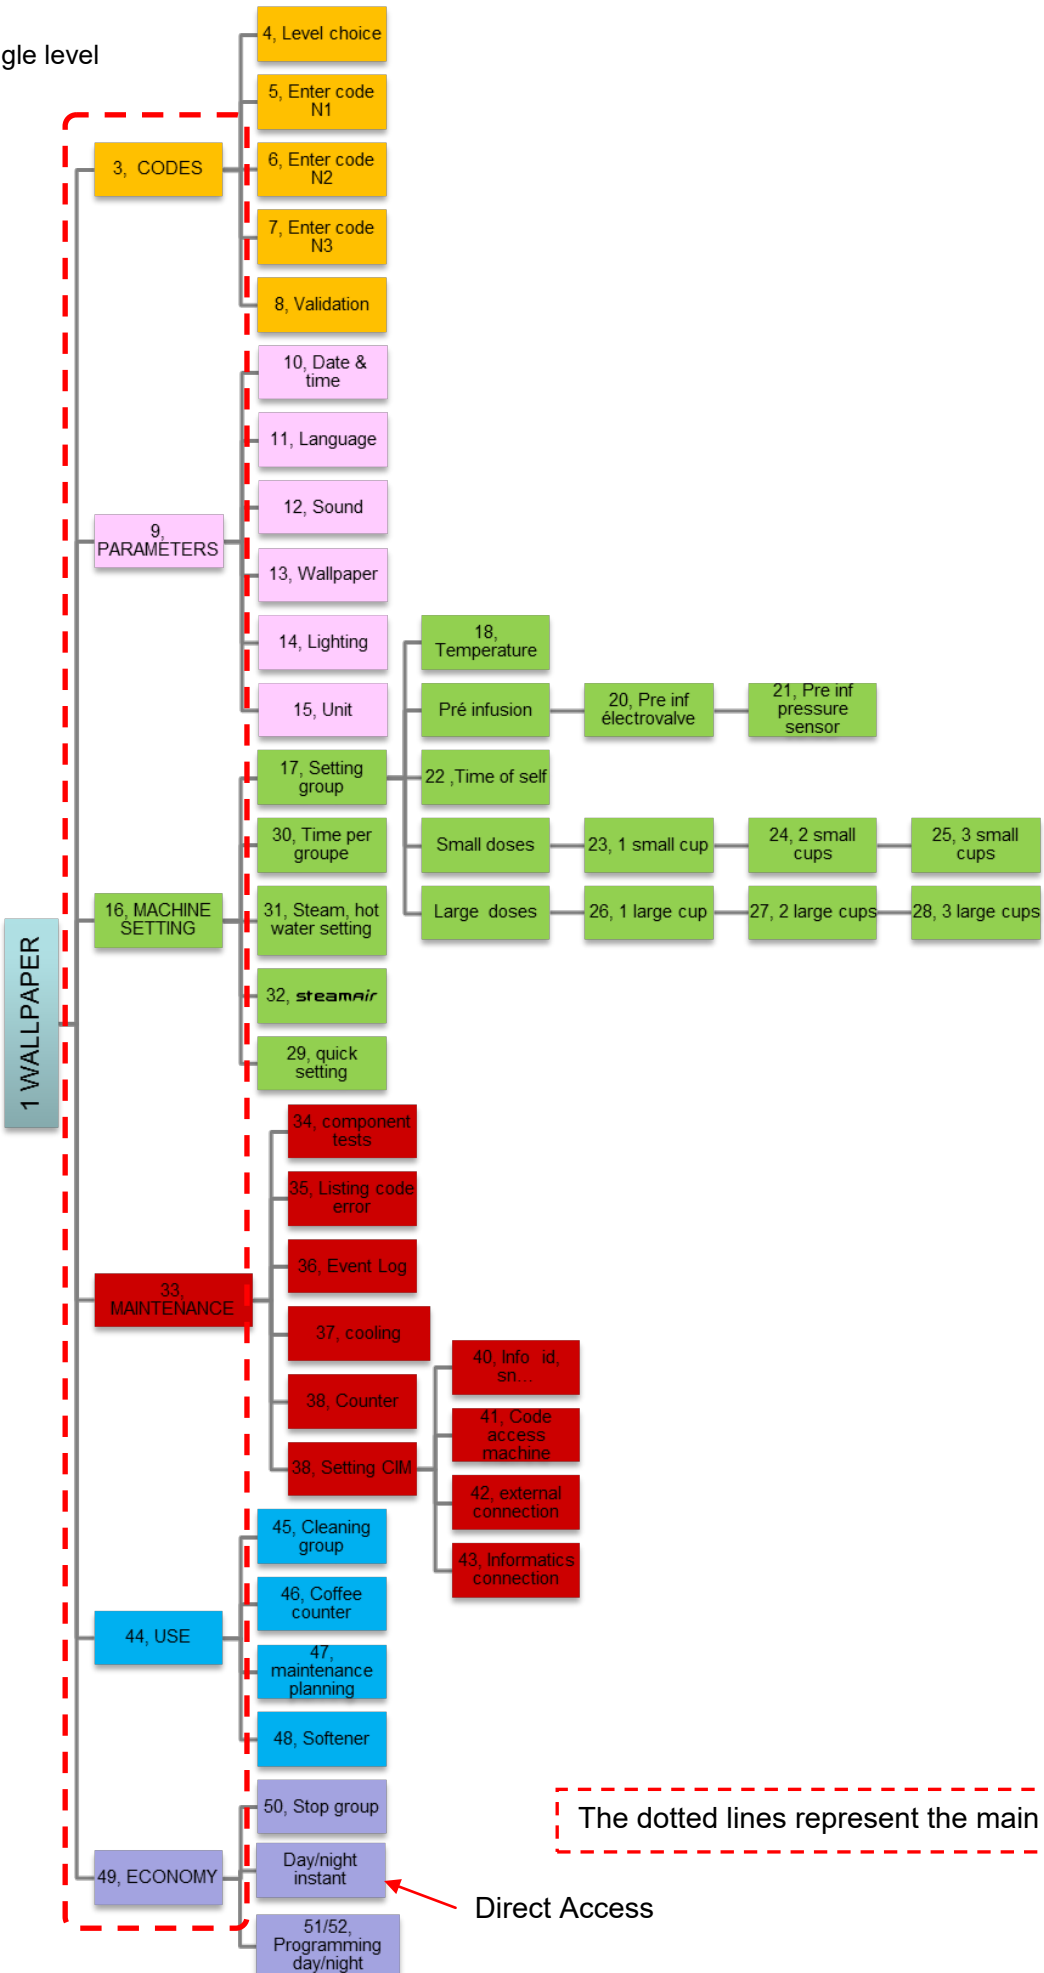 gle level
4, Level choice
5, Enter code
N1
3, CODES
6, Enter code
N2
7, Enter code
N3
8, Validation
10, Date &
time
11, Language
12, Sound
9,
PARAMETERS
13, Wallpaper
14, Lighting
15, Unit
18,
Temperature
Pré infusion
20, Pre inf
électrovalve
21, Pre inf
pressure
sensor
17, Setting
group
22 ,Time of self
30, Time per
groupe
Small doses
23, 1 small cup
24, 2 small
cups
25, 3 small
cups
16, MACHINE
SETTING
31, Steam, hot
water setting
Large doses
26, 1 large cup
27, 2 large cups
28, 3 large cups
32, steamair
29, quick
setting
1 WALLPAPER
34, component
tests
35, Listing code
error
36, Event Log
33,
MAINTENANCE
37, cooling
38, Counter
38, Setting CIM
40, Info id,
sn...
41, Code
access
machine
42, external
connection
43, Informatics
connection
45, Cleaning
group
46, Coffee
counter
44, USE
47,
maintenance
planning
48, Softener
50, Stop group
49, ECONOMY
Day/night
instant
51/52,
Programming
day/night
The dotted lines represent the main
Direct Access